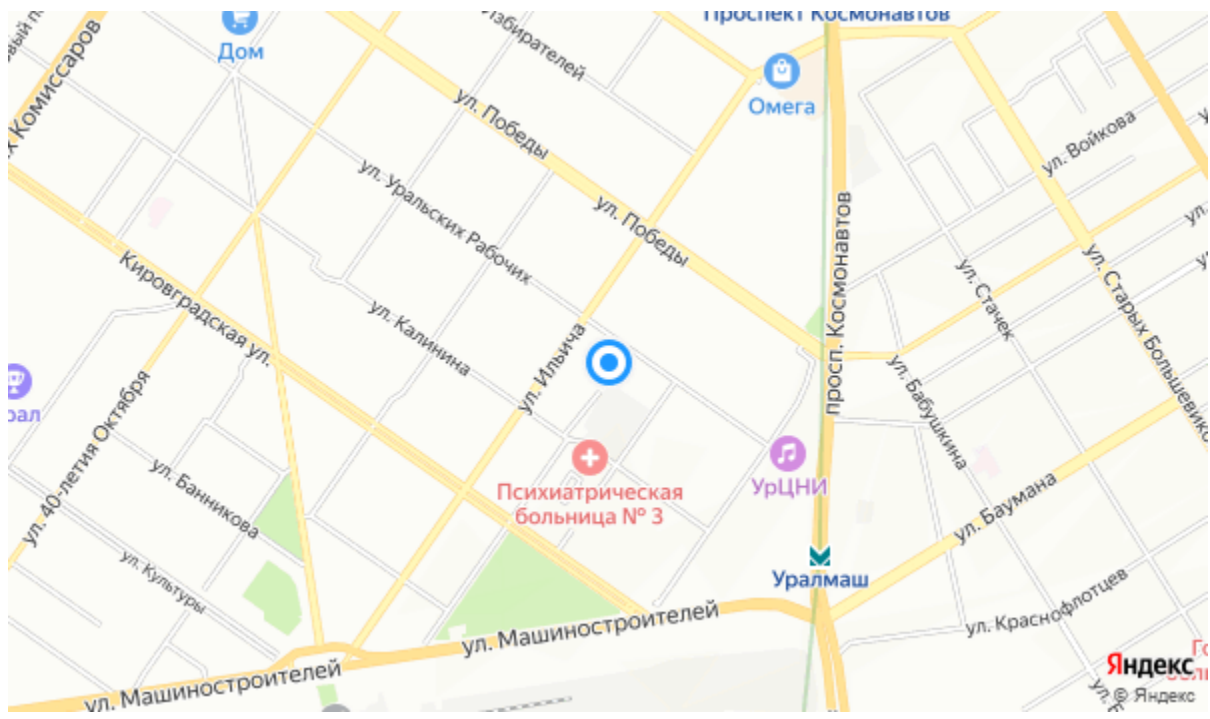 Проспект Космонавтов
Избирателей
Дом
Омега
Комиссаров
ул. Победы
ул. Войкова
ул. Уральских Рабочих
ул. Победы
просп. Космонавтов
Кировградская ул.
ул. Калинина
ул. Ильича
ул. Стачек
ул. Старых Большевиков
ул. Бабушкина
ул. 40-летия Октября
ул. Банникова
ул. Культуры
Психиатрическая
больница № 3
УрЦНИ
ул. Баумана
Уралмаш
ул. Краснофлотцев
ул. Машиностроителей
ул. Машиностроителей
Яндекс
© Яндекс